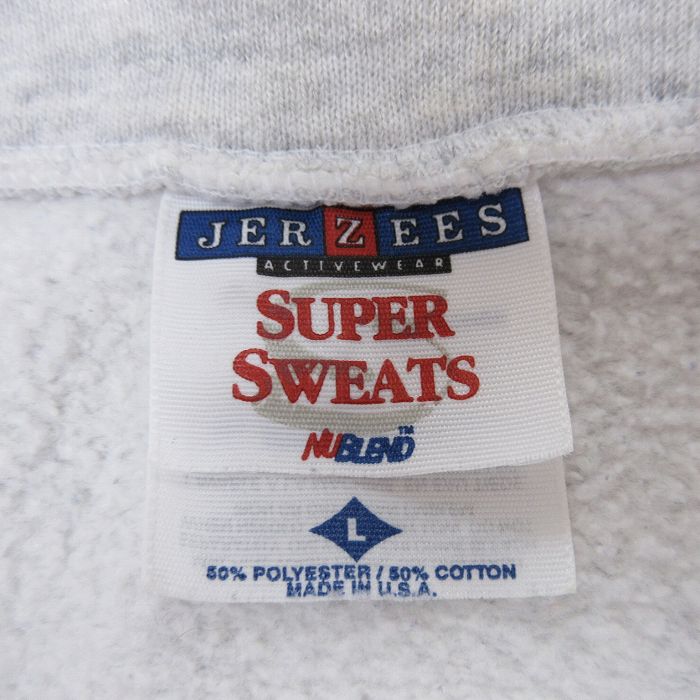 JERZEES
ACTIVEWEAR
SUPER
SWEATS
NUBLEND™
L
50% POLYESTER / 50% COTTON
MADE IN U.S.A.